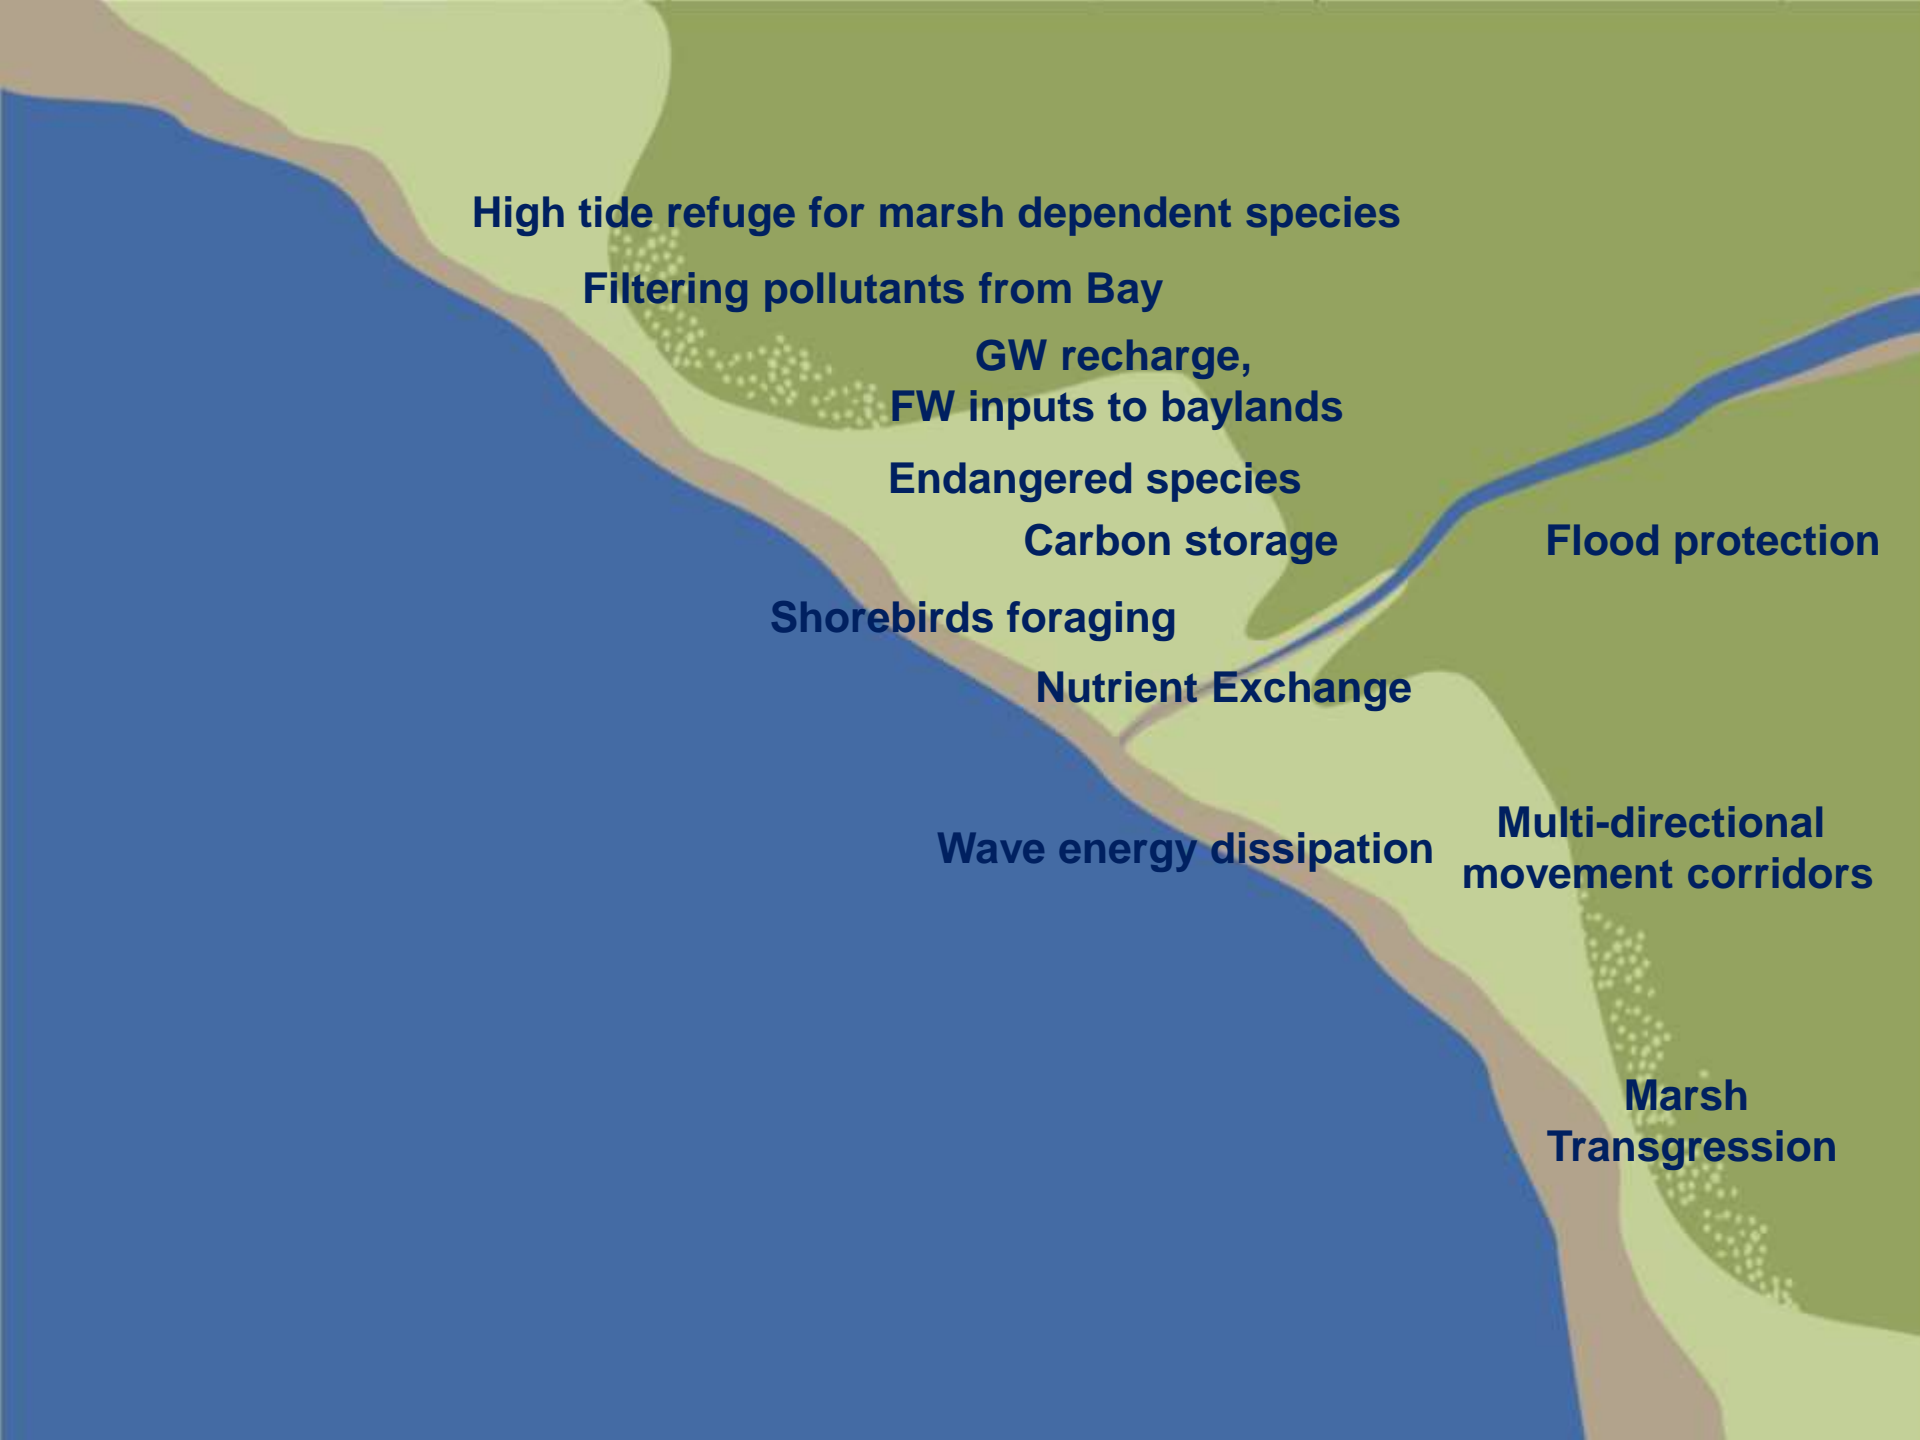 High tide refuge for marsh dependent species
Filtering pollutants from Bay
GW recharge,
FW inputs to baylands
Endangered species
Carbon storage
Flood protection
Shorebirds foraging
Nutrient Exchange
Wave energy dissipation
Multi-directional
movement corridors
Marsh
Transgression